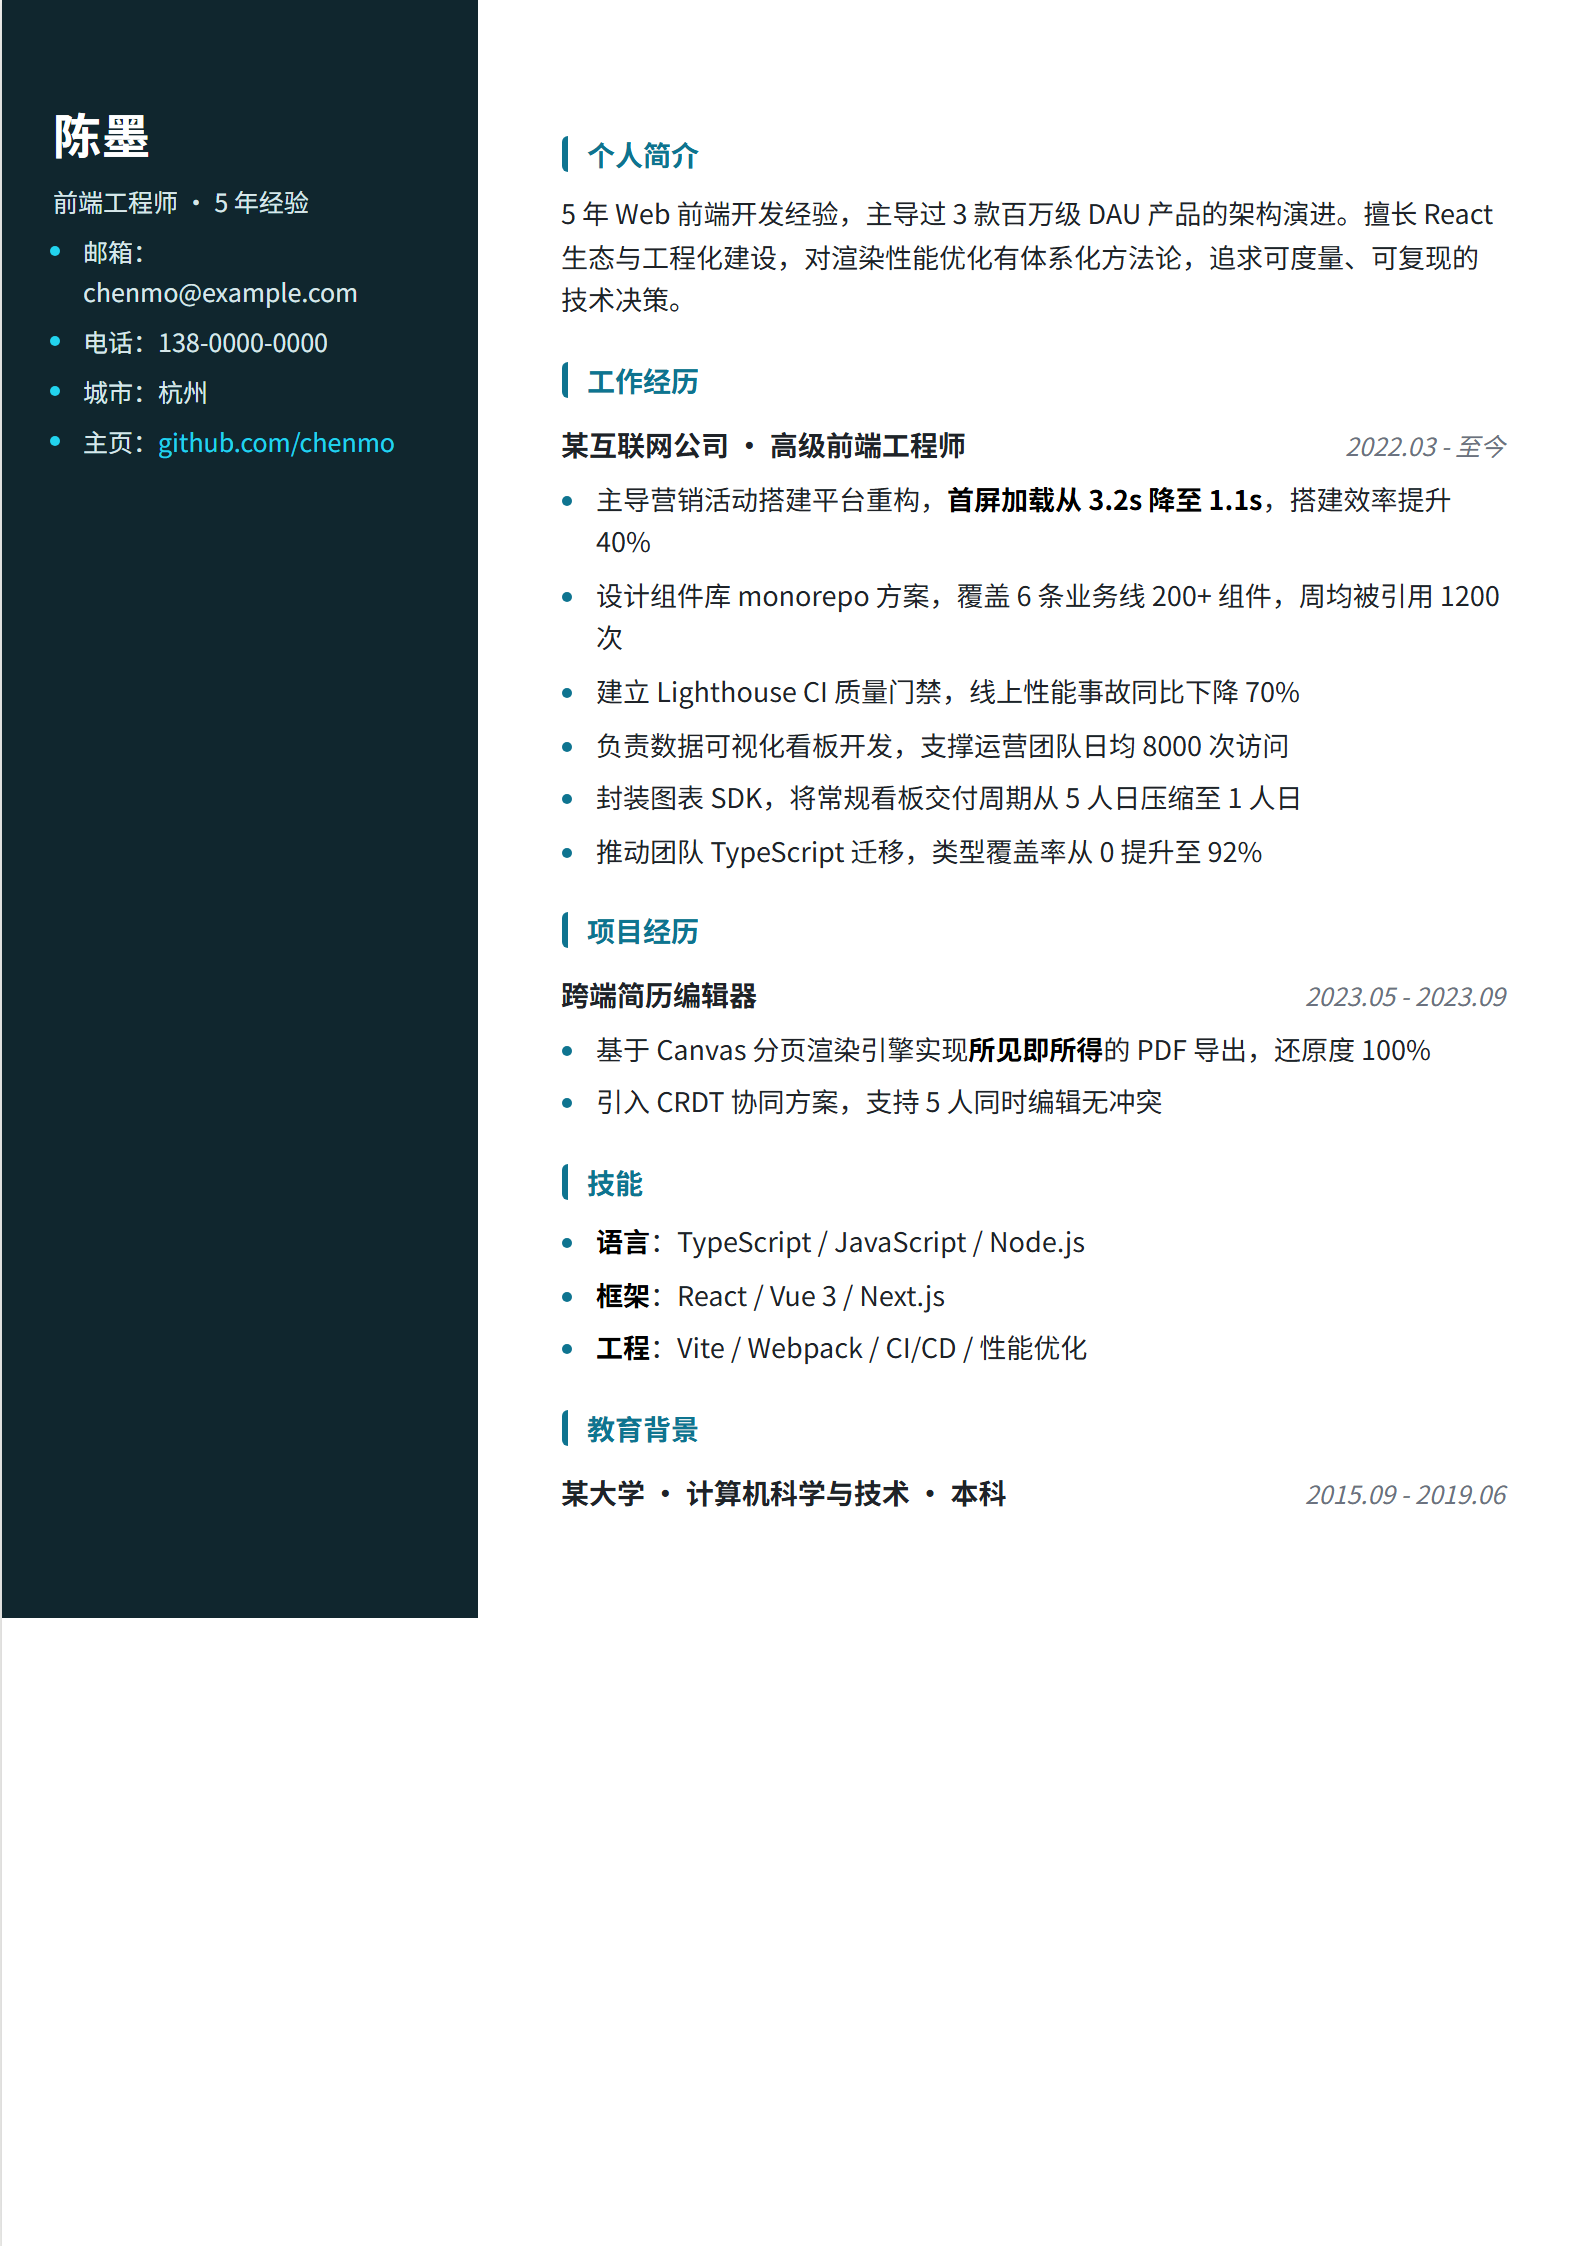 陈墨
前端工程师 · 5 年经验
邮箱：
chenmo@example.com
电话：138-0000-0000
城市：杭州
主页：github.com/chenmo
个人简介
5 年 Web 前端开发经验，主导过 3 款百万级 DAU 产品的架构演进。擅长 React
生态与工程化建设，对渲染性能优化有体系化方法论，追求可度量、可复现的
技术决策。
工作经历
某互联网公司 · 高级前端工程师 2022.03 - 至今
主导营销活动搭建平台重构，首屏加载从 3.2s 降至 1.1s，搭建效率提升
40%
设计组件库 monorepo 方案，覆盖 6 条业务线 200+ 组件，周均被引用 1200
次
建立 Lighthouse CI 质量门禁，线上性能事故同比下降 70%
负责数据可视化看板开发，支撑运营团队日均 8000 次访问
封装图表 SDK，将常规看板交付周期从 5 人日压缩至 1 人日
推动团队 TypeScript 迁移，类型覆盖率从 0 提升至 92%
项目经历
跨端简历编辑器 2023.05 - 2023.09
基于 Canvas 分页渲染引擎实现所见即所得的 PDF 导出，还原度 100%
引入 CRDT 协同方案，支持 5 人同时编辑无冲突
技能
语言：TypeScript / JavaScript / Node.js
框架：React / Vue 3 / Next.js
工程：Vite / Webpack / CI/CD / 性能优化
教育背景
某大学 · 计算机科学与技术 · 本科 2015.09 - 2019.06